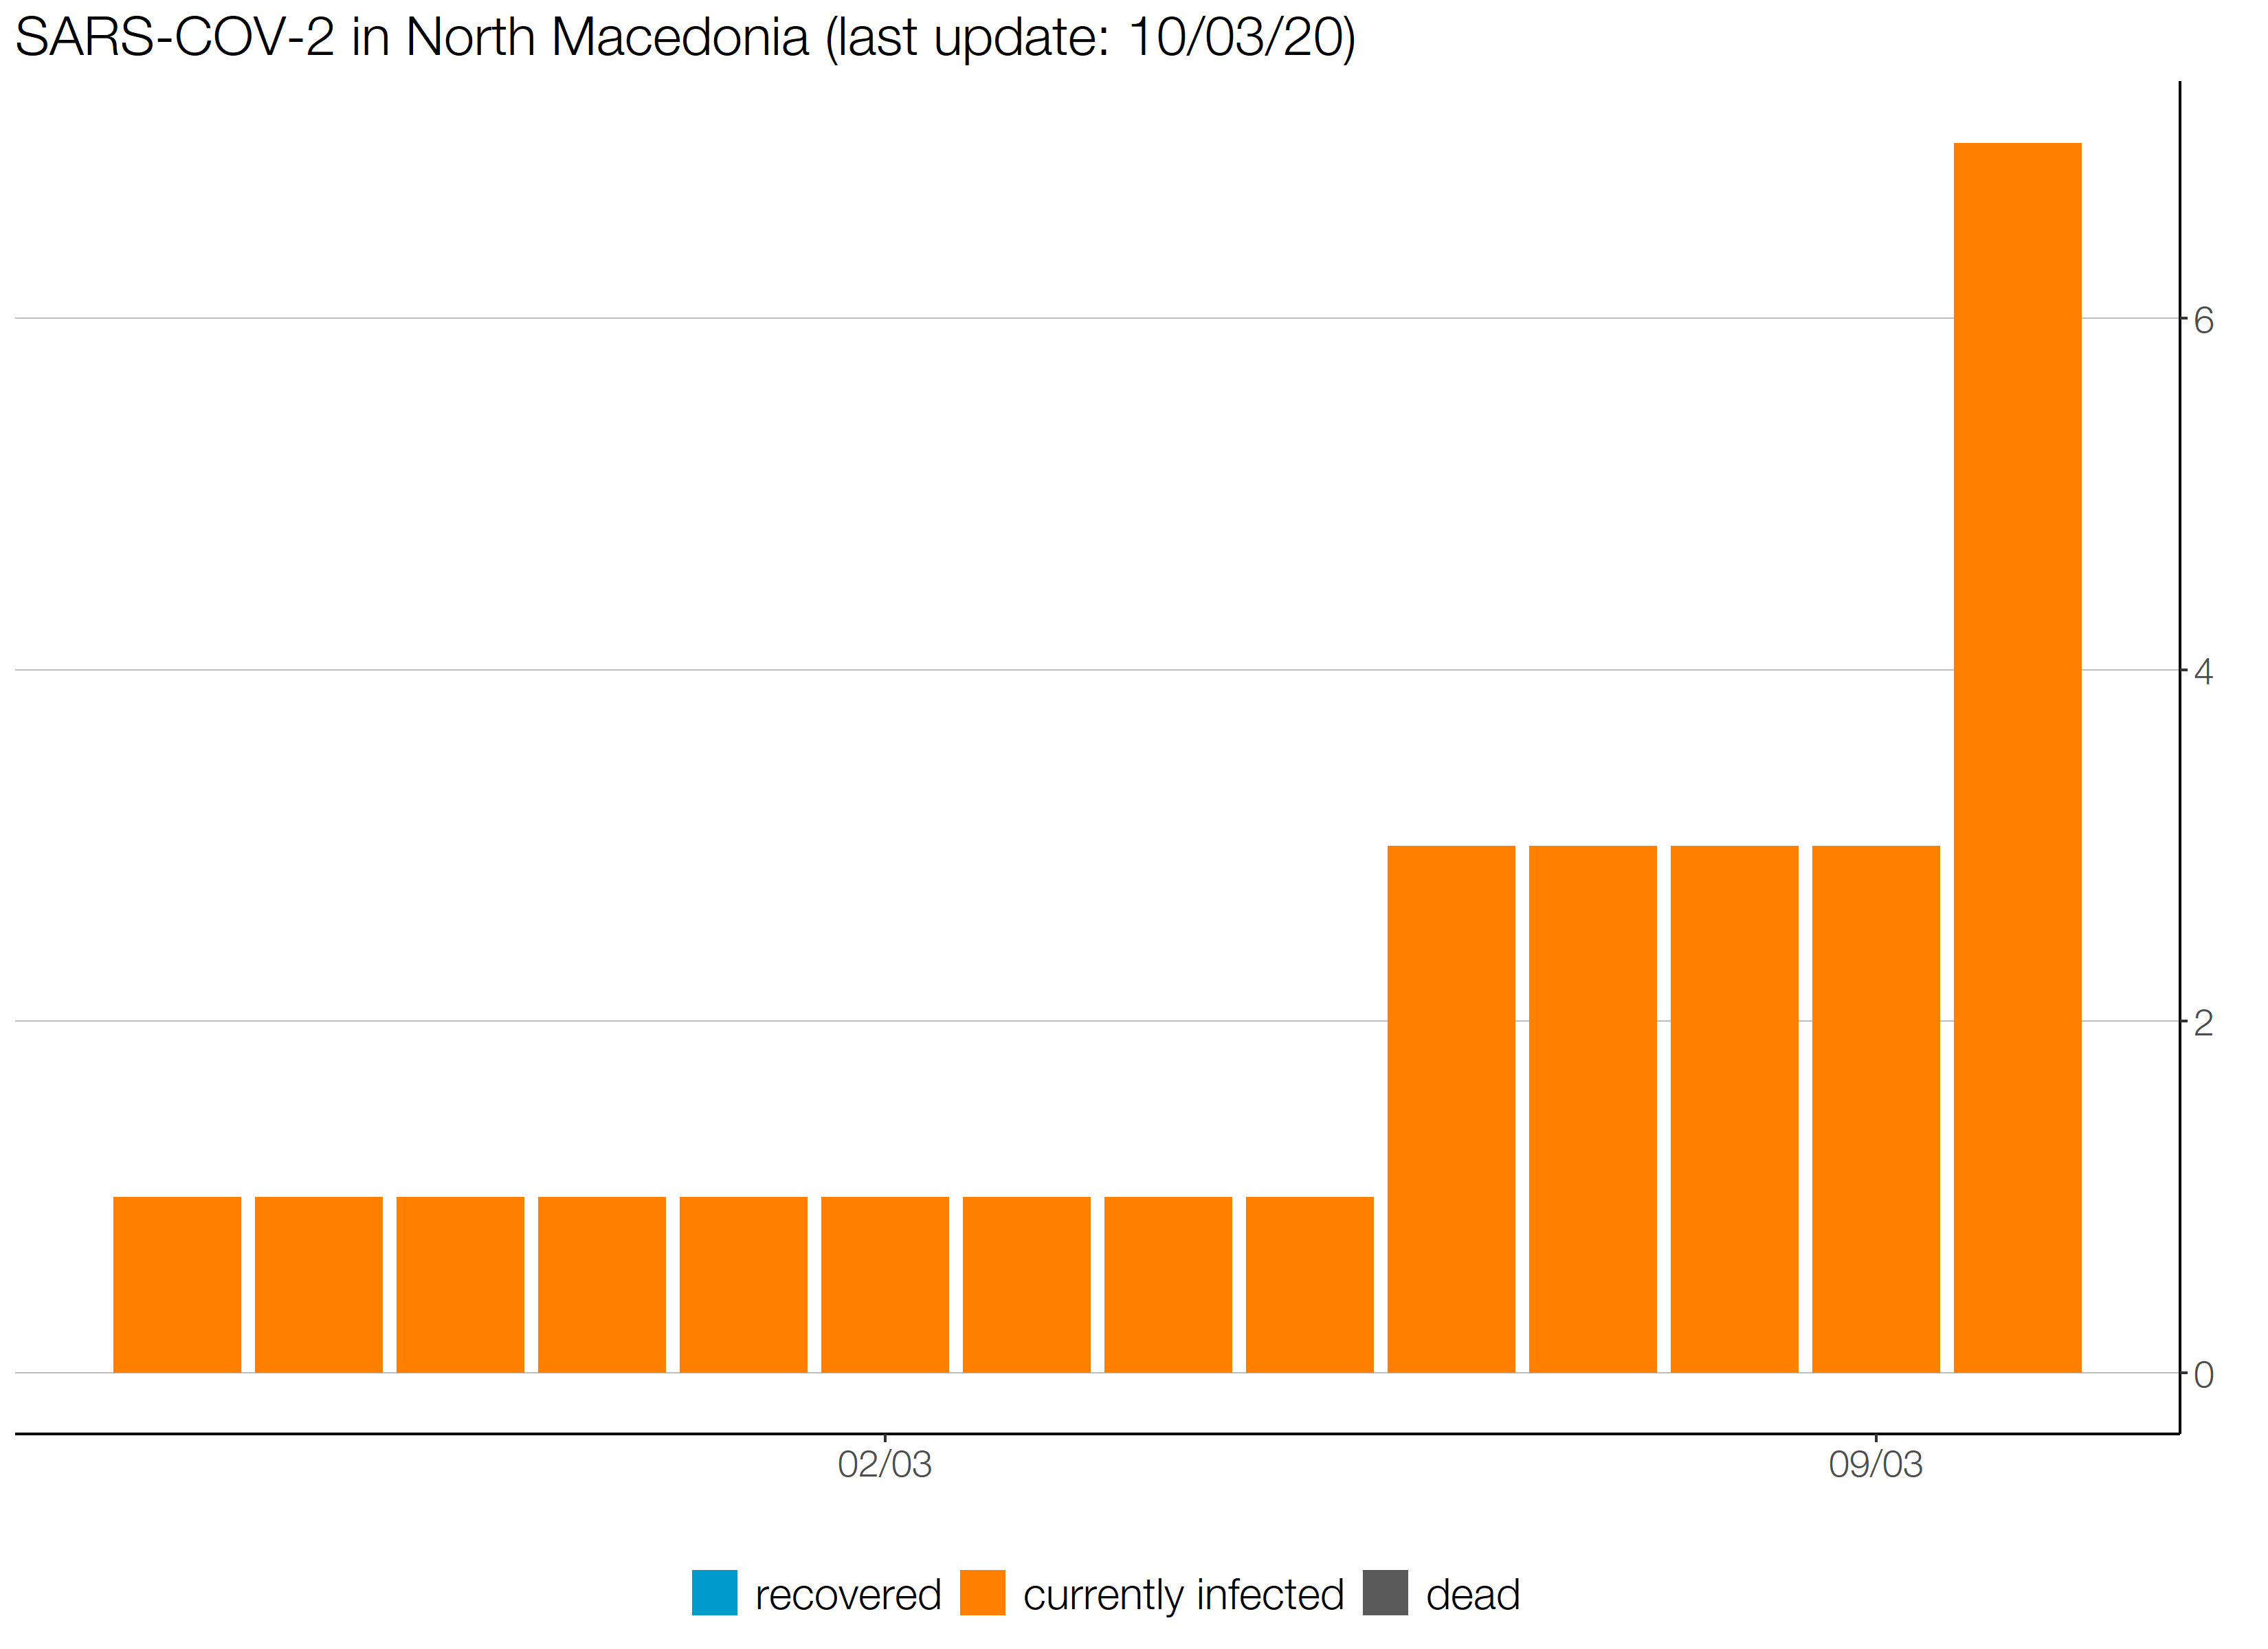 SARS-COV-2 in North Macedonia (last update: 10/03/20)
6
4
2
0
02/03 09/03
recovered currently infected dead